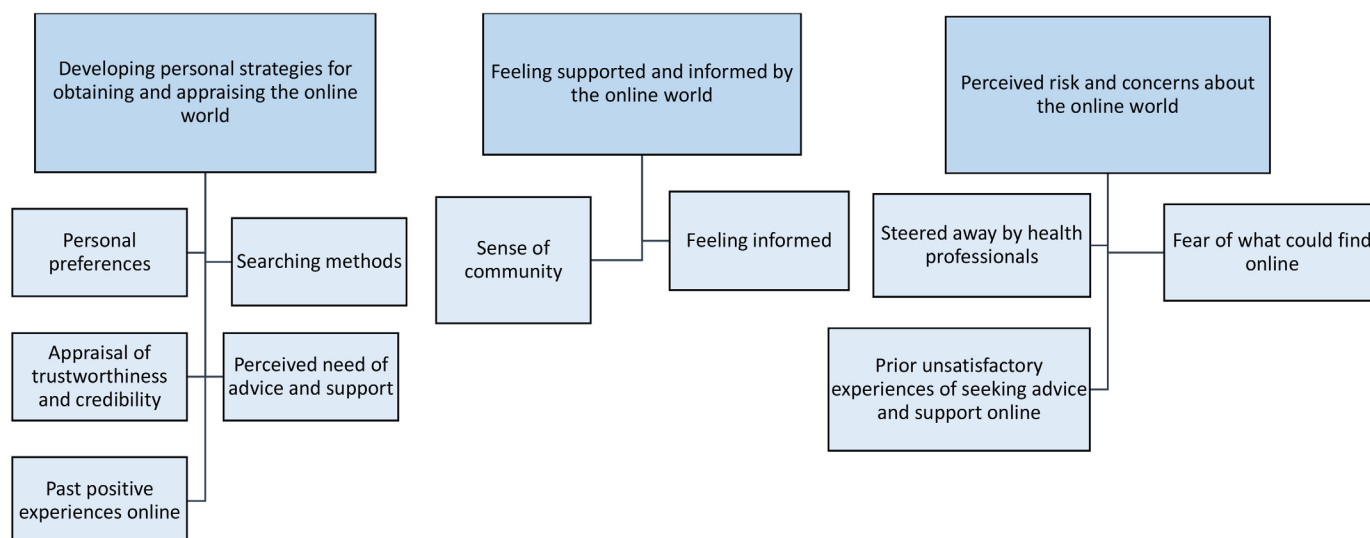 Developing personal strategies for
obtaining and appraising the online
world
Personal
preferences
Searching methods
Appraisal of
trustworthiness
and credibility
Perceived need of
advice and support
Past positive
experiences online
Feeling supported and informed by
the online world
Sense of
community
Feeling informed
Perceived risk and concerns about
the online world
Steered away by health
professionals
Fear of what could find
online
Prior unsatisfactory
experiences of seeking advice
and support online